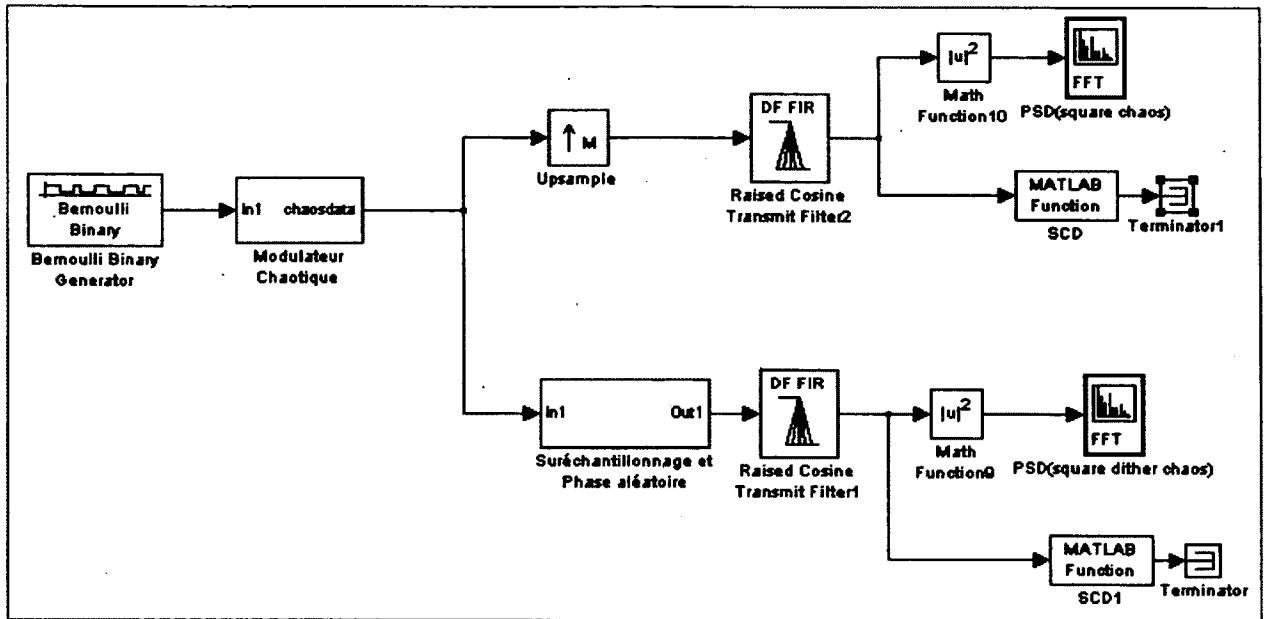 |u|²
Math
Function10
FFT
PSD(square chaos)
DF FIR
Raised Cosine
Transmit Filter2
M
Upsample
MATLAB
Function
SCD
Terminator1
Bernoulli
Binary
Bernoulli Binary
Generator
In1 chaosdata
Modulateur
Chaotique
In1 Out1
Suréchantillonnage et
Phase aléatoire
DF FIR
Raised Cosine
Transmit Filter1
|u|²
Math
Function9
FFT
PSD(square dither chaos)
MATLAB
Function
SCD1
Terminator